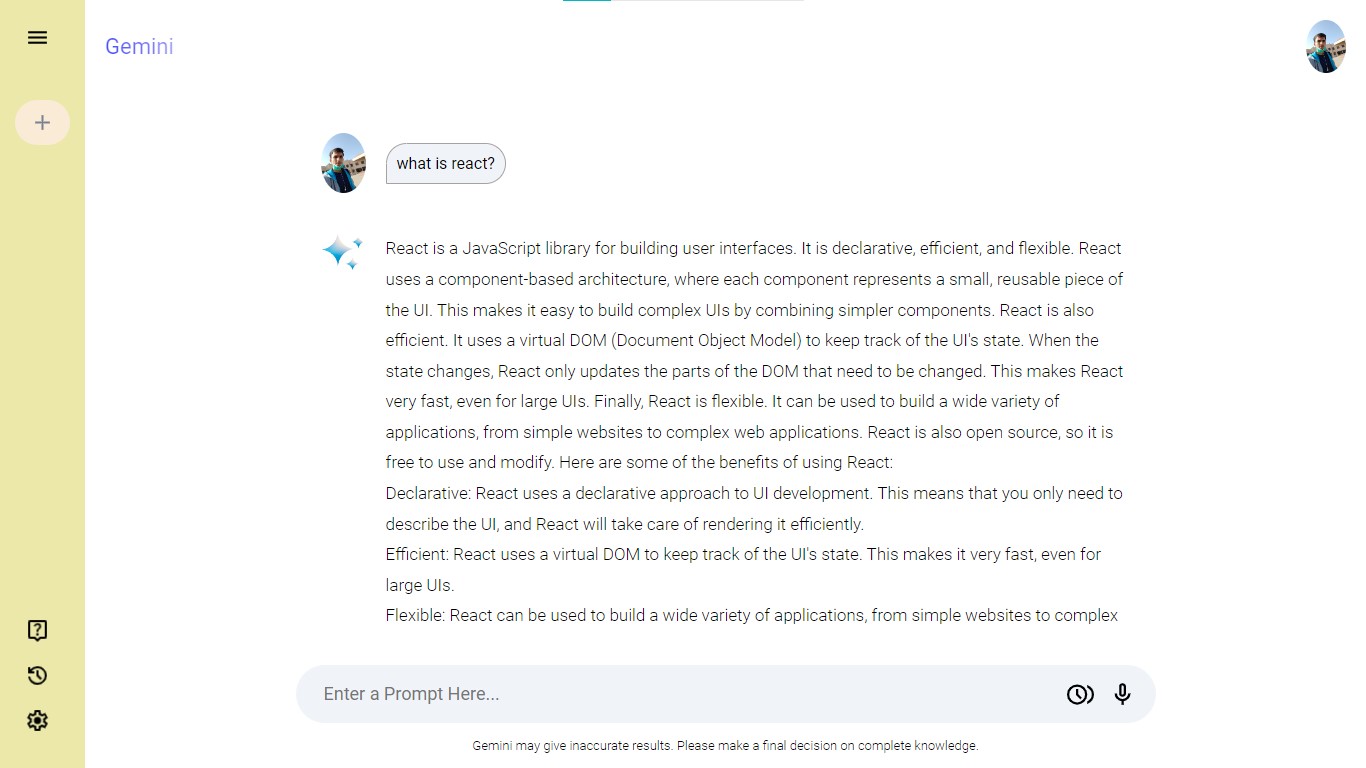 Gemini
what is react?
React is a JavaScript library for building user interfaces. It is declarative, efficient, and flexible. React
uses a component-based architecture, where each component represents a small, reusable piece of
the UI. This makes it easy to build complex UIs by combining simpler components. React is also
efficient. It uses a virtual DOM (Document Object Model) to keep track of the UI's state. When the
state changes, React only updates the parts of the DOM that need to be changed. This makes React
very fast, even for large UIs. Finally, React is flexible. It can be used to build a wide variety of
applications, from simple websites to complex web applications. React is also open source, so it is
free to use and modify. Here are some of the benefits of using React:
Declarative: React uses a declarative approach to UI development. This means that you only need to
describe the UI, and React will take care of rendering it efficiently.
Efficient: React uses a virtual DOM to keep track of the UI's state. This makes it very fast, even for
large UIs.
Flexible: React can be used to build a wide variety of applications, from simple websites to complex
Enter a Prompt Here...
Gemini may give inaccurate results. Please make a final decision on complete knowledge.